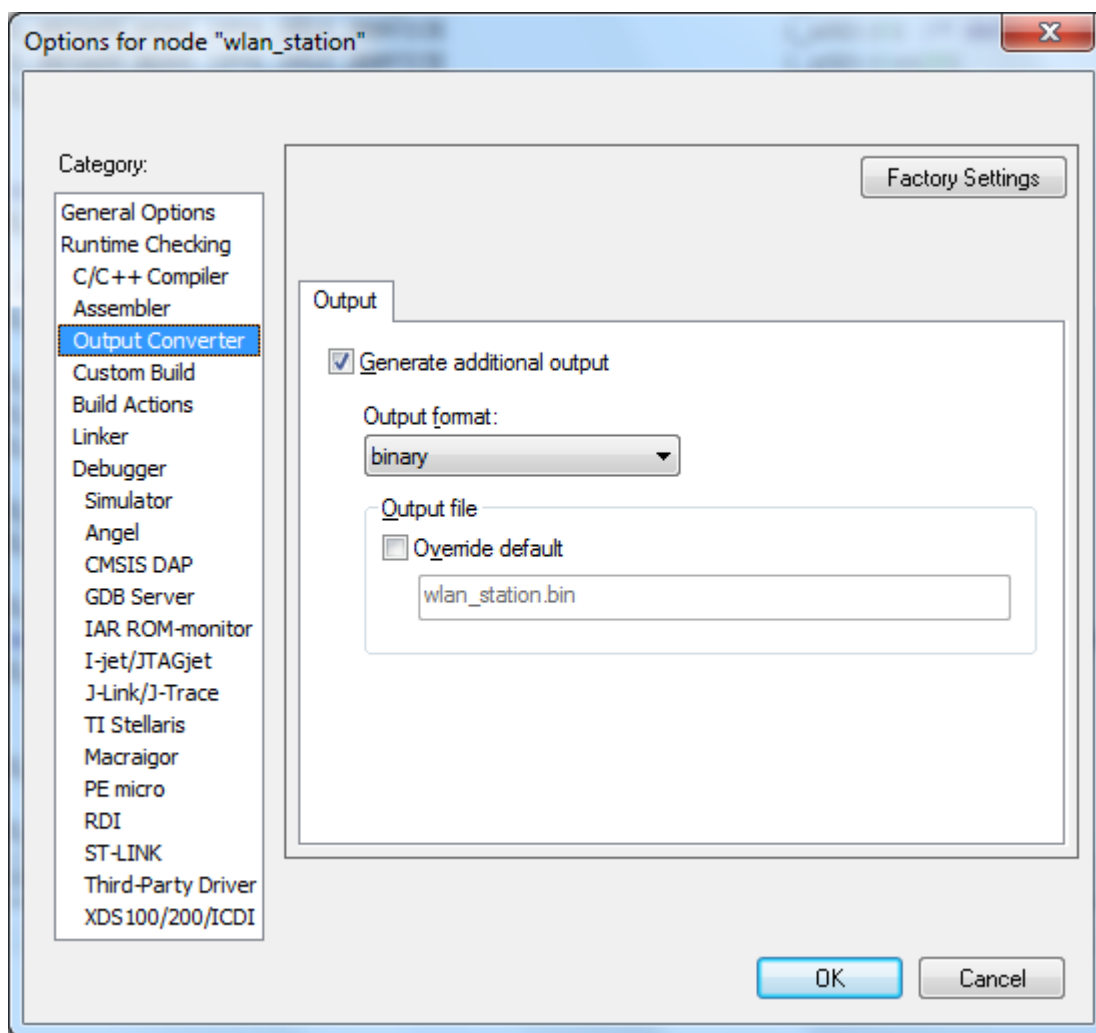 Options for node "wlan_station"
Category:
Factory Settings
General Options
Runtime Checking
C/C++ Compiler
Assembler
Output Converter
Custom Build
Build Actions
Linker
Debugger
Simulator
Angel
CMSIS DAP
GDB Server
IAR ROM-monitor
I-jet/JTAGjet
J-Link/J-Trace
TI Stellaris
Macraigor
PE micro
RDI
ST-LINK
Third-Party Driver
XDS100/200/ICDI
Output
Generate additional output
Output format:
binary
Output file
Override default
wlan_station.bin
OK
Cancel